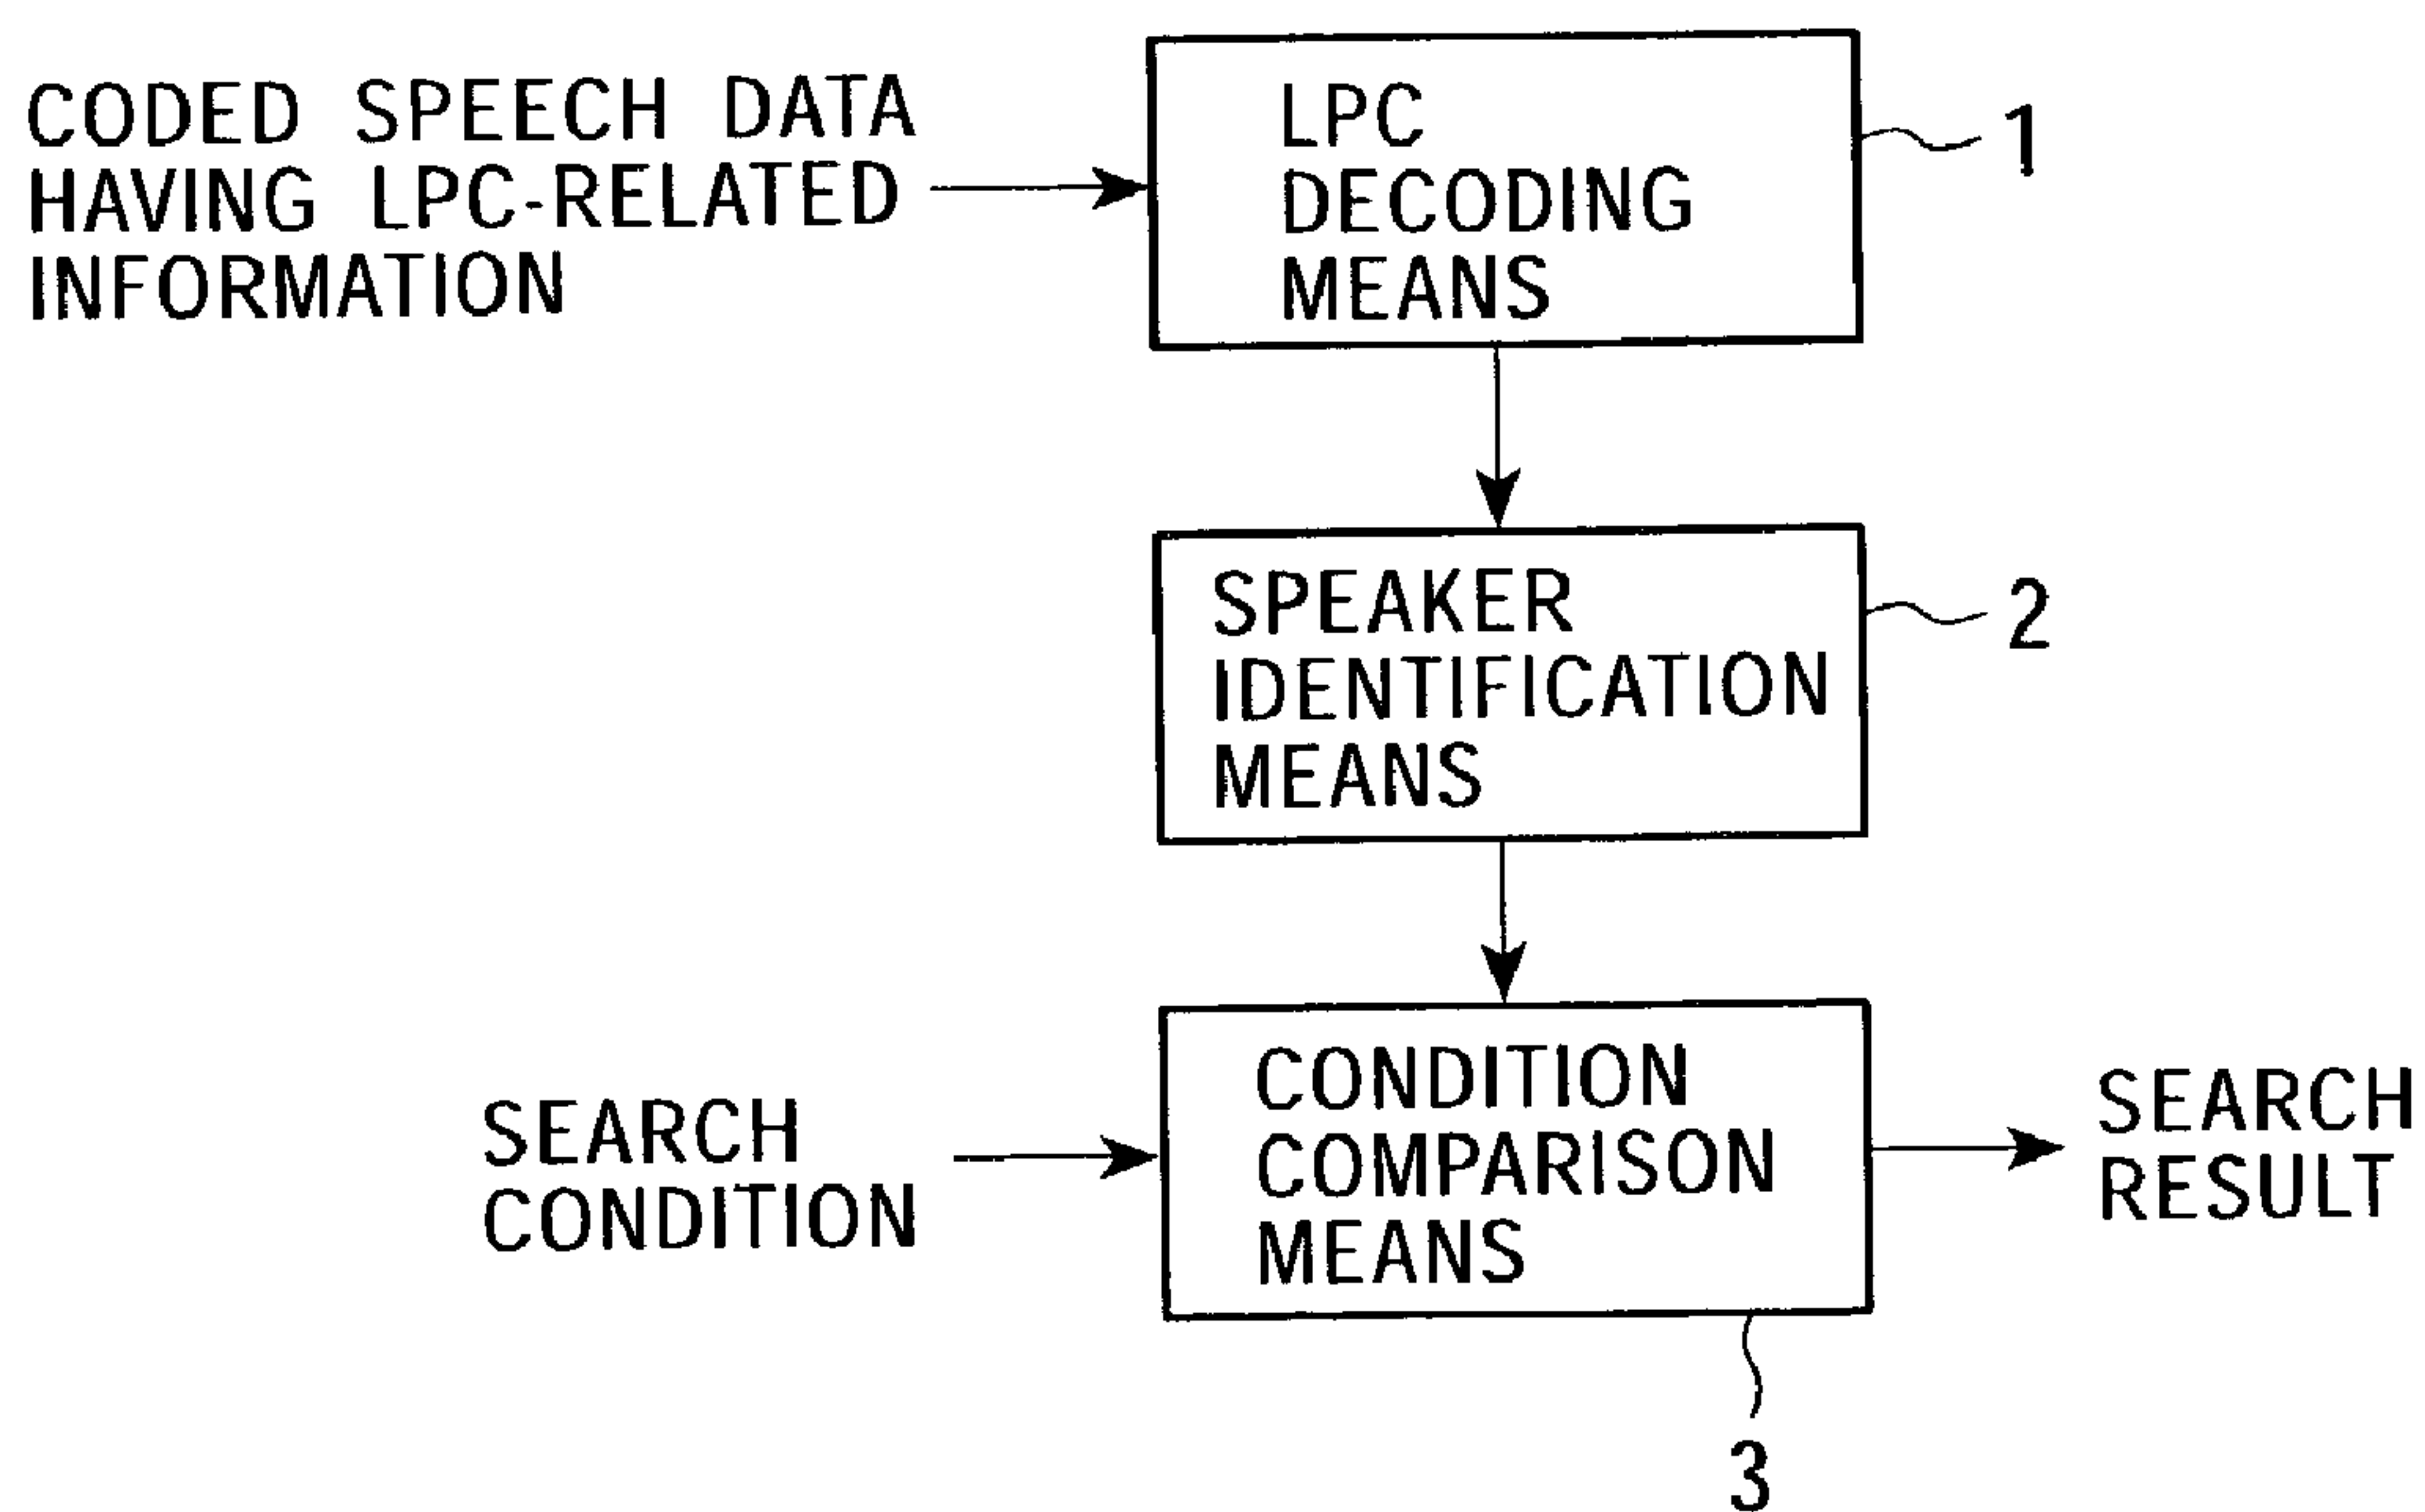 CODED SPEECH DATA
HAVING LPC-RELATED
INFORMATION
LPC
DECODING
MEANS
1
SPEAKER
IDENTIFICATION
MEANS
2
SEARCH
CONDITION
CONDITION
COMPARISON
MEANS
3
SEARCH
RESULT